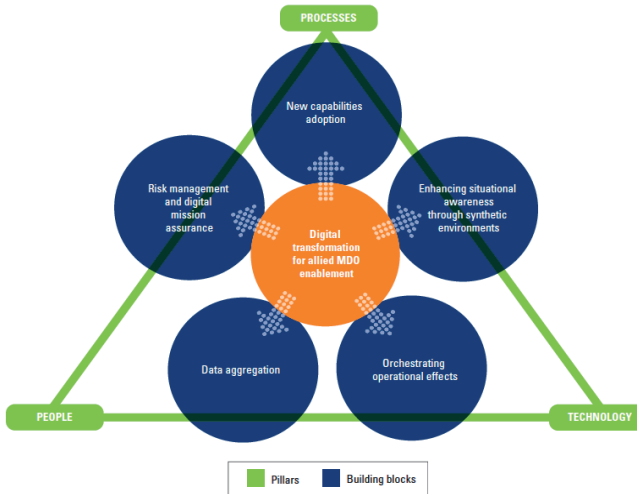 PROCESSES
New capabilities
adoption
Risk management
and digital
mission
assurance
Enhancing situational
awareness
through synthetic
environments
Digital
transformation
for allied MDO
enablement
Data aggregation
Orchestrating
operational effects
PEOPLE
TECHNOLOGY
Pillars
Building blocks